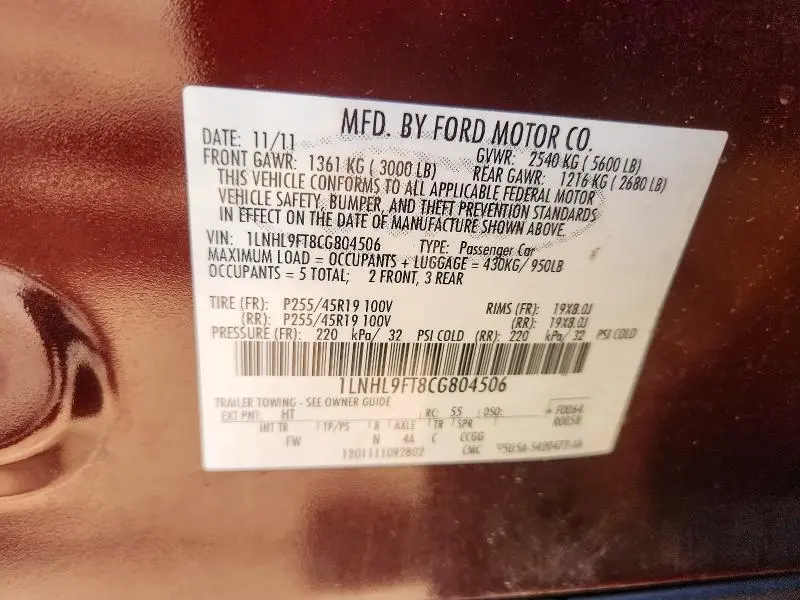 MFD. BY FORD MOTOR CO.
DATE: 11/11 GVWR: 2540 KG ( 5600 LB)
FRONT GAWR: 1361 KG ( 3000 LB) REAR GAWR: 1216 KG ( 2680 LB)
THIS VEHICLE CONFORMS TO ALL APPLICABLE FEDERAL MOTOR
VEHICLE SAFETY, BUMPER, AND THEFT PREVENTION STANDARDS
IN EFFECT ON THE DATE OF MANUFACTURE SHOWN ABOVE.
VIN: 1LNHL9FT8CG804506 TYPE: Passenger Car
MAXIMUM LOAD = OCCUPANTS + LUGGAGE = 430KG/ 950LB
OCCUPANTS = 5 TOTAL; 2 FRONT, 3 REAR
TIRE (FR): P255/45R19 100V RIMS (FR): 19X8.0J
(RR): P255/45R19 100V (RR): 19X8.0J
PRESSURE (FR): 220 kPa/ 32 PSI COLD (RR): 220 kPa/ 32 PSI COLD
1LNHL9FT8CG804506
TRAILER TOWING - SEE OWNER GUIDE
EXT PNT: HT RC: 55 DSO: F0064
R0058
INT TR TP/PS R AXLE TR SPR
FW N 4A C CCGG
1201111092802 CMC